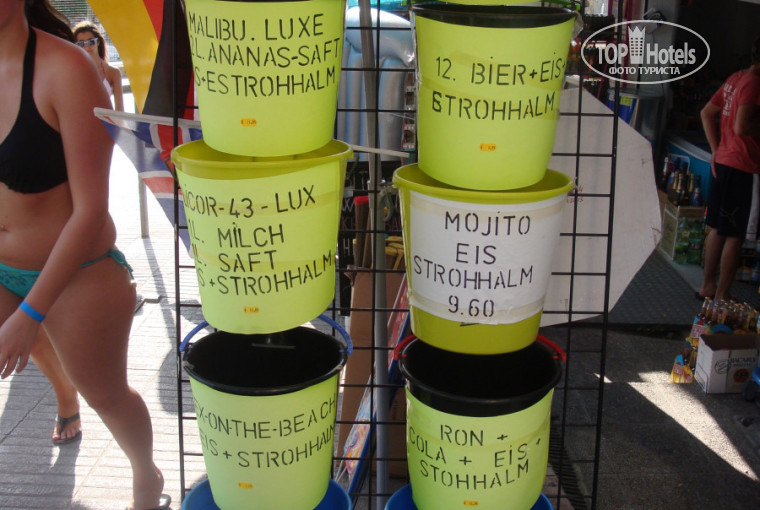 TOP Hotels
ФОТО ТУРИСТА
MALIBU. LUXE
ANANAS-SAFT
ESTROHHALM
12. BIER+EIS
STROHHALM
43 - LUX
MILCH
SAFT
+STROHHALM
MOJITO
EIS
STROHHALM
9.60
ON-THE-BEACH
EIS+STROHHALM
RON +
COLA + EIS +
STOHHALM